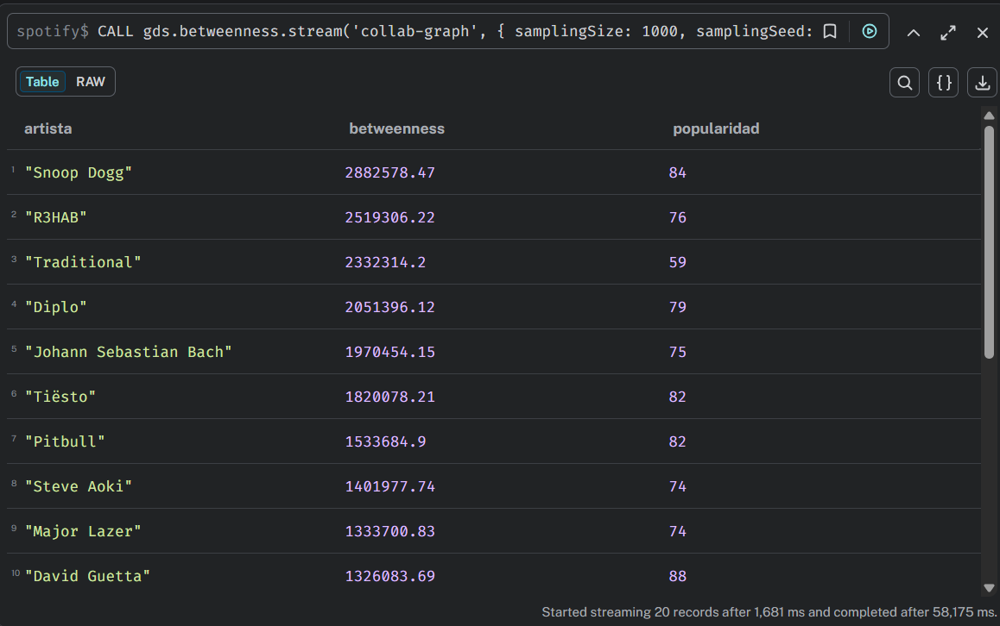 spotify$ CALL gds.betweenness.stream('collab-graph', { samplingSize: 1000, samplingSeed:
Table RAW
artista betweenness popularidad
1 "Snoop Dogg" 2882578.47 84
2 "R3HAB" 2519306.22 76
3 "Traditional" 2332314.2 59
4 "Diplo" 2051396.12 79
5 "Johann Sebastian Bach" 1970454.15 75
6 "Tiësto" 1820078.21 82
7 "Pitbull" 1533684.9 82
8 "Steve Aoki" 1401977.74 74
9 "Major Lazer" 1333700.83 74
10 "David Guetta" 1326083.69 88
Started streaming 20 records after 1,681 ms and completed after 58,175 ms.